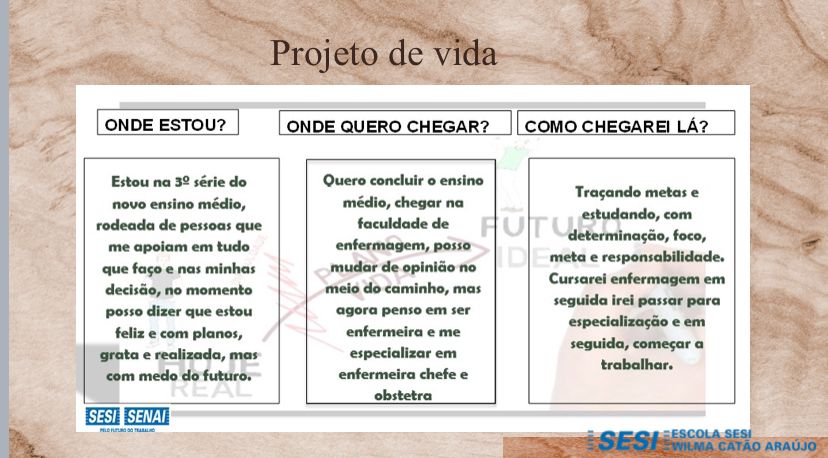 Projeto de vida
ONDE ESTOU?
ONDE QUERO CHEGAR?
COMO CHEGAREI LÁ?
Estou na 3º série do
novo ensino médio,
rodeada de pessoas que
me apoiam em tudo
que faço e nas minhas
decisão, no momento
posso dizer que estou
feliz e com planos,
grata e realizada, mas
com medo do futuro.
Quero concluir o ensino
médio, chegar na
faculdade de
enfermagem, posso
mudar de opinião no
meio do caminho, mas
agora penso em ser
enfermeira e me
especializar em
enfermeira chefe e
obstetra
Traçando metas e
estudando, com
determinação, foco,
meta e responsabilidade.
Cursarei enfermagem em
seguida irei passar para
especialização e em
seguida, começar a
trabalhar.
FUTURO
IDEAL
PLANO
VIDA
HOJE
REAL
SESI SENAI
PELO FUTURO DO TRABALHO
SESI
ESCOLA SESI
WILMA CATÃO ARAÚJO